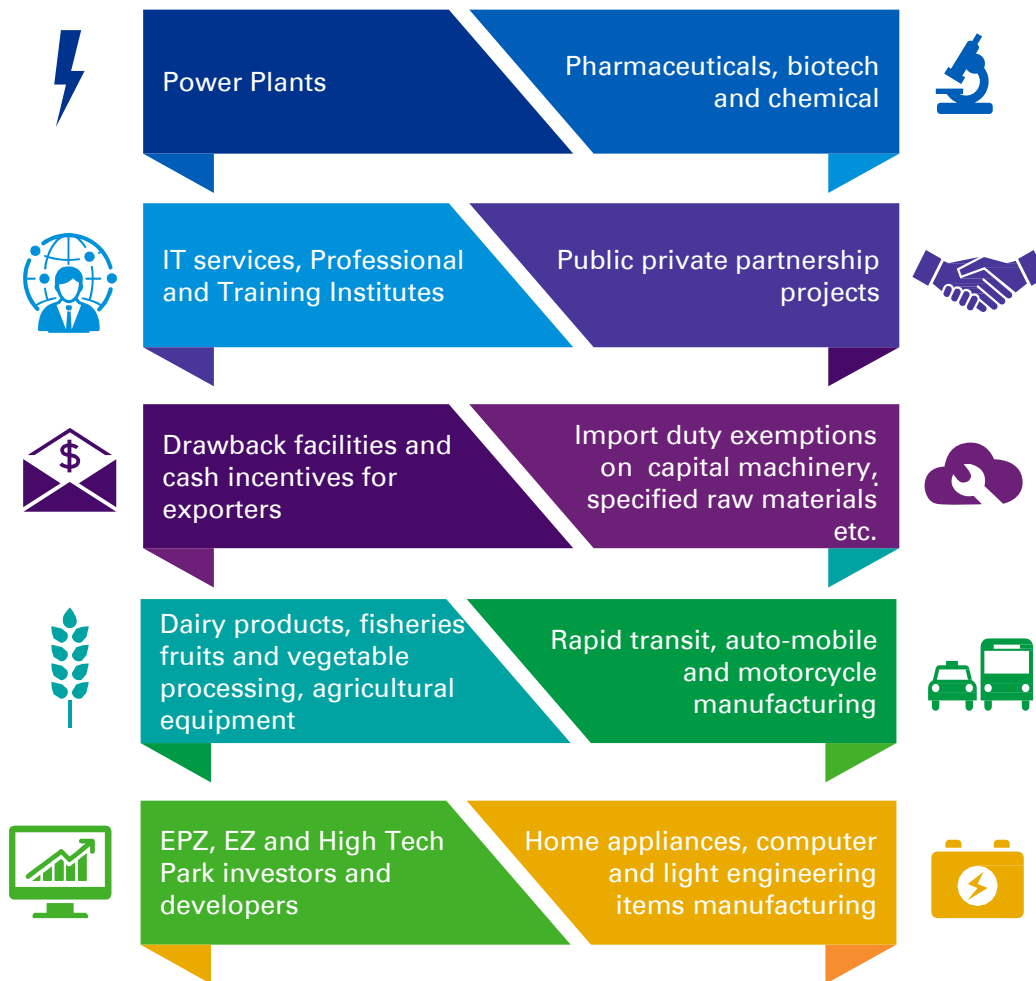 Power Plants
Pharmaceuticals, biotech
and chemical
IT services, Professional
and Training Institutes
Public private partnership
projects
$
Drawback facilities and
cash incentives for
exporters
Import duty exemptions
on capital machinery,
specified raw materials
etc.
Dairy products, fisheries
fruits and vegetable
processing, agricultural
equipment
Rapid transit, auto-mobile
and motorcycle
manufacturing
EPZ, EZ and High Tech
Park investors and
developers
Home appliances, computer
and light engineering
items manufacturing